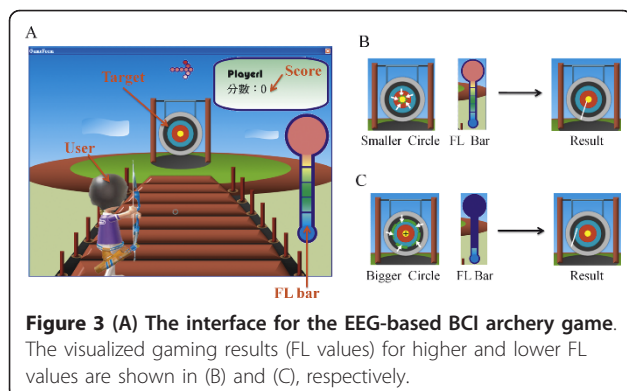 A
GameForm
Target
Player1
Score
分數：0
User
FL bar
B
Smaller Circle
FL Bar
Result
C
Bigger Circle
FL Bar
Result
Figure 3 (A) The interface for the EEG-based BCI archery game.
The visualized gaming results (FL values) for higher and lower FL
values are shown in (B) and (C), respectively.